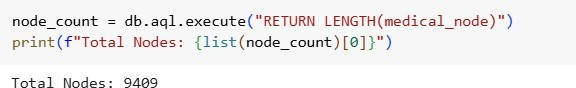 node_count = db.aql.execute("RETURN LENGTH(medical_node)")
print(f"Total Nodes: {list(node_count)[0]}")
Total Nodes: 9409